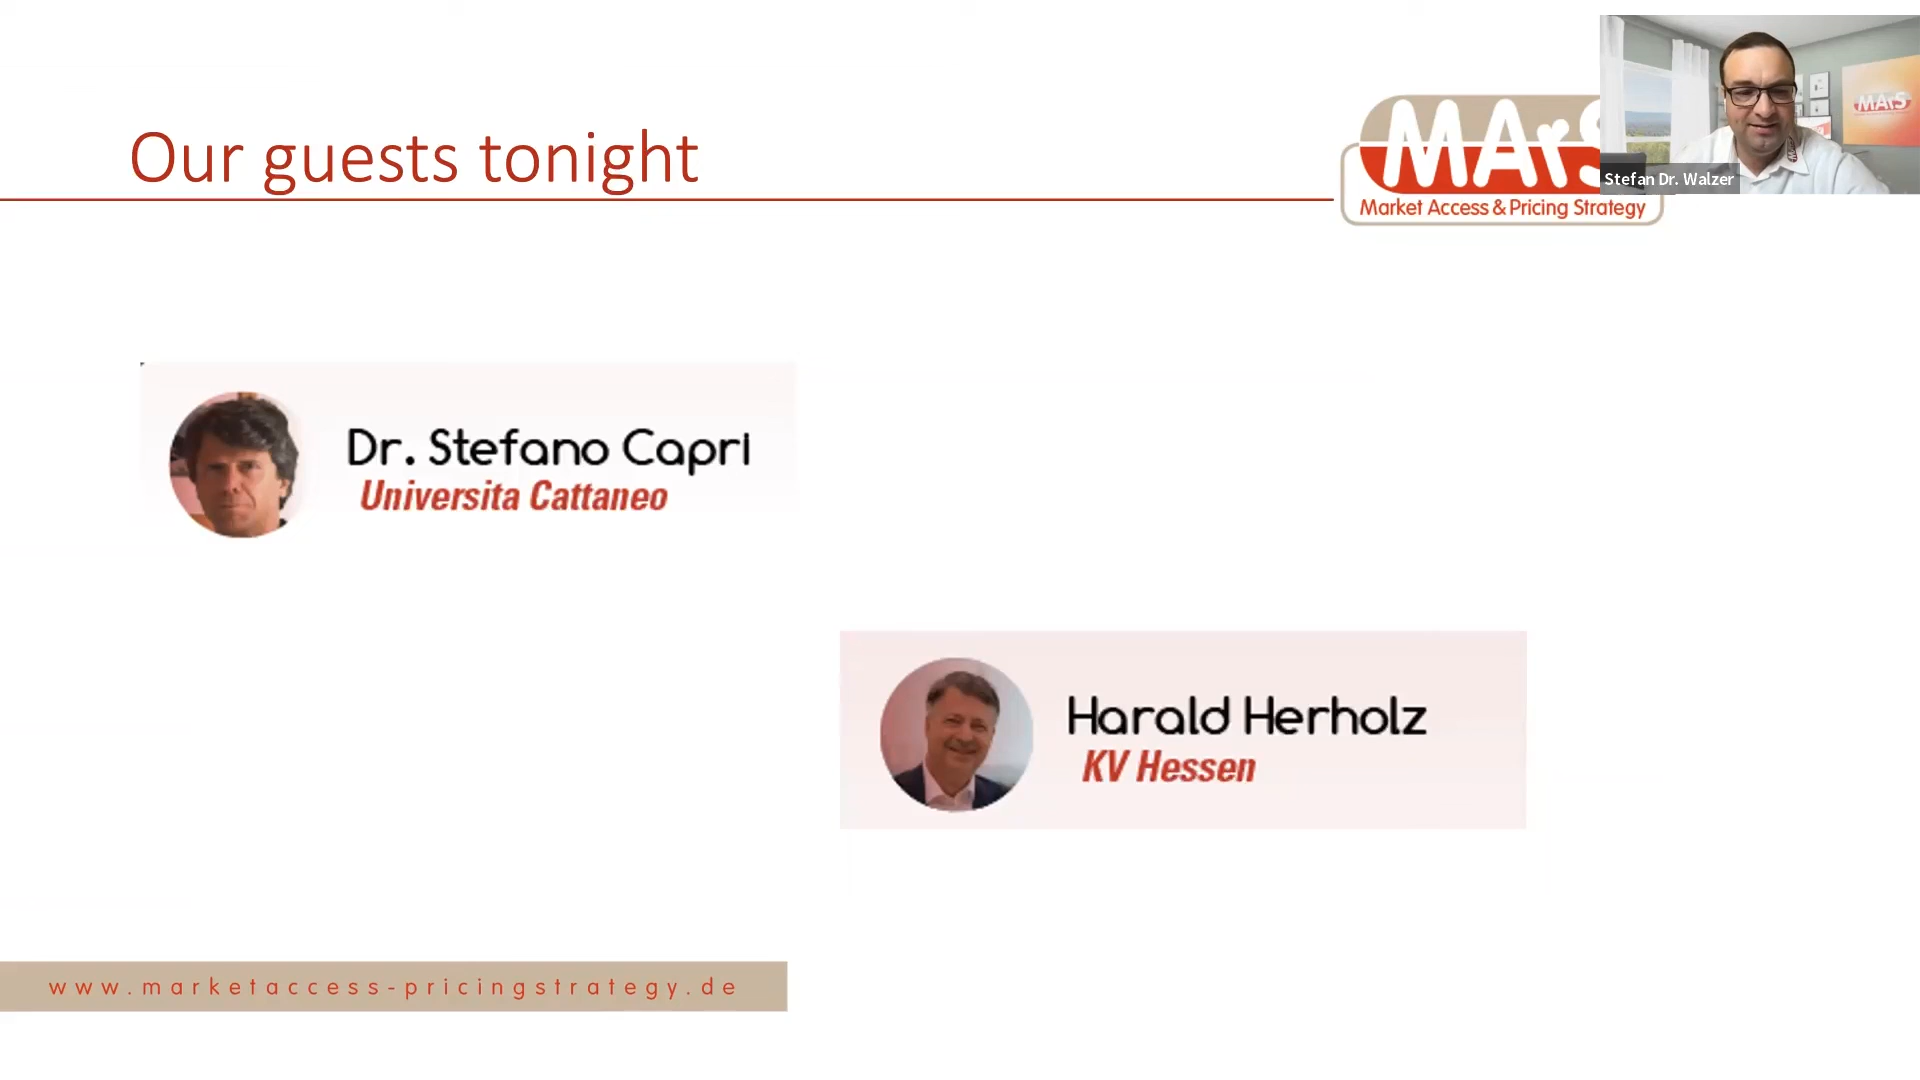 Our guests tonight
MArS
Market Access & Pricing Strategy
MArS
Stefan Dr. Walzer
Dr. Stefano Capri
Universita Cattaneo
Harald Herholz
KV Hessen
www.marketaccess-pricingstrategy.de